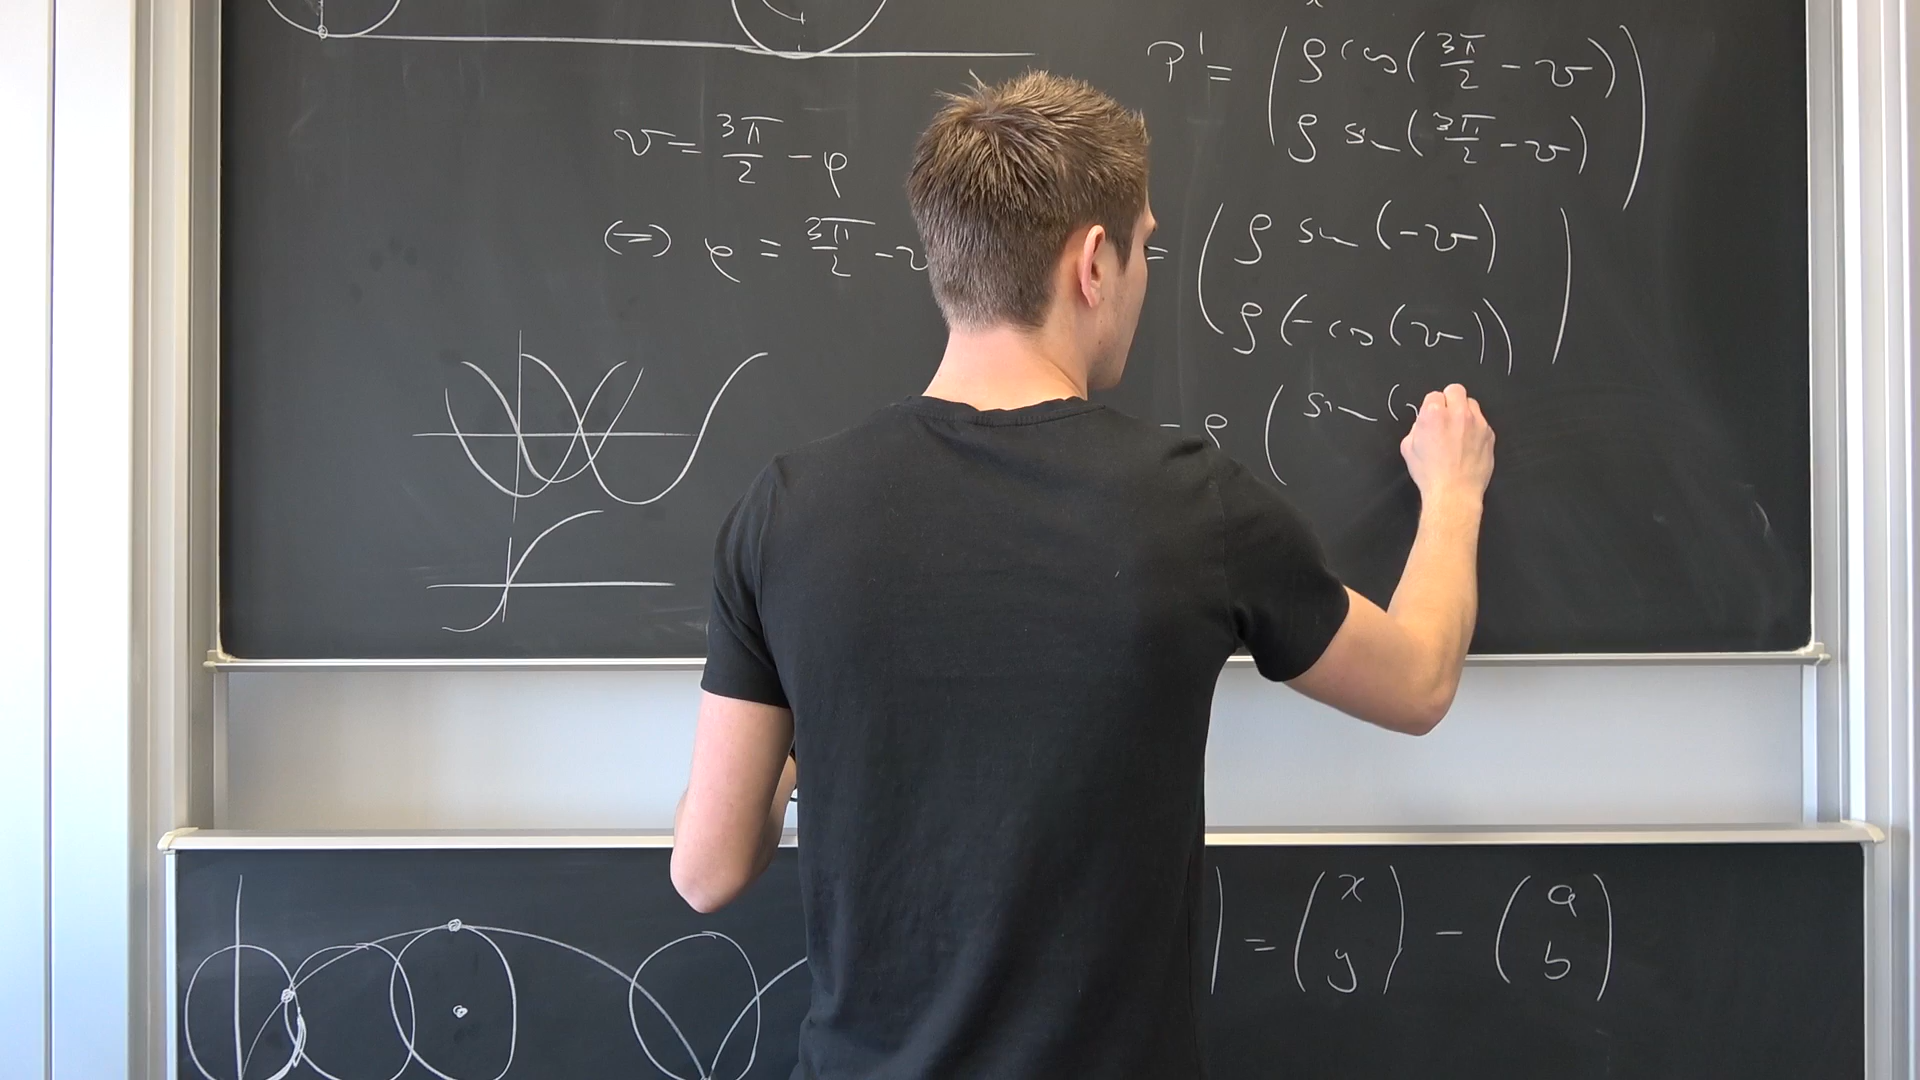 P' = ( ρ cos(3π/2 - v)
ρ sin(3π/2 - v) )
v = 3π/2 - φ
(=) φ = 3π/2 - v
= ( ρ sin(-v)
ρ(-cos(v)) )
- ρ ( sin(
= ( x
y ) - ( a
b )